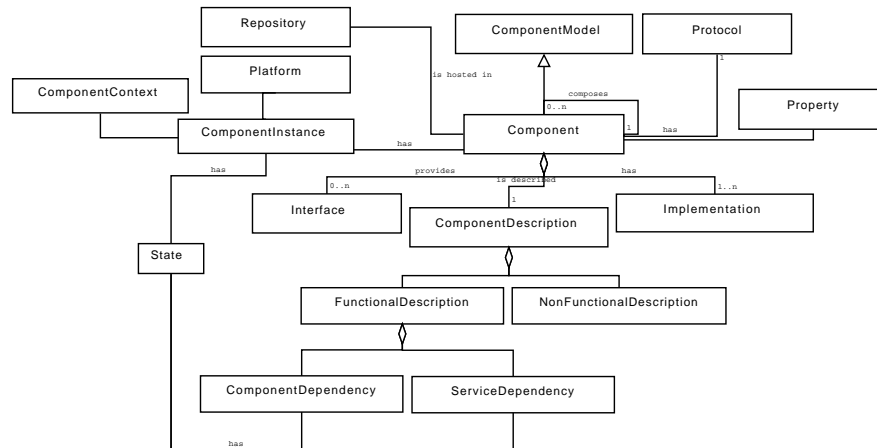 Repository
ComponentModel
Protocol
1
is hosted in
Platform
ComponentContext
composes
0..n
Property
ComponentInstance
Component
1
has
has
has
provides
is described
has
0..n
1
1..n
Interface
ComponentDescription
Implementation
State
FunctionalDescription
NonFunctionalDescription
ComponentDependency
ServiceDependency
has